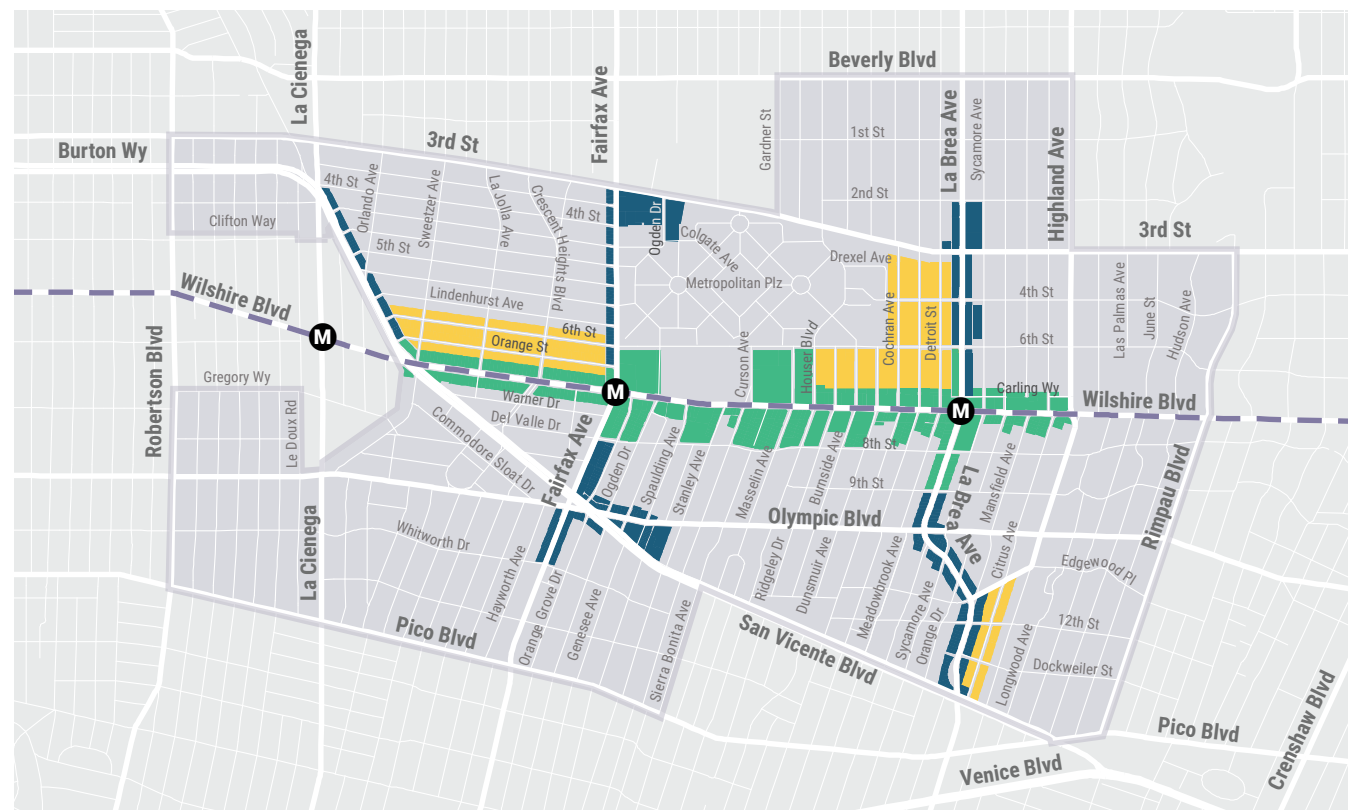 Beverly Blvd
La Cienega
Fairfax Ave
La Brea Ave
Sycamore Ave
Gardner St
1st St
Highland Ave
3rd St
Burton Wy
4th St
Orlando Ave
Sweetzer Ave
La Jolla Ave
Crescent Heights Blvd
4th St
Ogden Dr
2nd St
Clifton Way
5th St
Colgate Ave
Drexel Ave
3rd St
Metropolitan Plz
Wilshire Blvd
Lindenhurst Ave
4th St
Las Palmas Ave
June St
Hudson Ave
6th St
Orange St
M
Cochran Ave
Detroit St
6th St
Robertson Blvd
Gregory Wy
Curson Ave
Houser Blvd
Carling Wy
M
Warner Dr
M
Wilshire Blvd
Le Doux Rd
Commodore Sloat Dr
Del Valle Dr
8th St
Fairfax Ave
Ogden Dr
Spaulding Ave
Stanley Ave
Masselin Ave
Burnside Ave
9th St
La Brea Ave
Mansfield Ave
Rimpau Blvd
Olympic Blvd
Whitworth Dr
La Cienega
Hayworth Ave
Orange Grove Dr
Genesee Ave
Sierra Bonita Ave
Ridgeley Dr
Dunsmuir Ave
Meadowbrook Ave
Sycamore Ave
Orange Dr
Citrus Ave
Edgewood Pl
12th St
Longwood Ave
Dockweiler St
Pico Blvd
San Vicente Blvd
Pico Blvd
Venice Blvd
Crenshaw Blvd